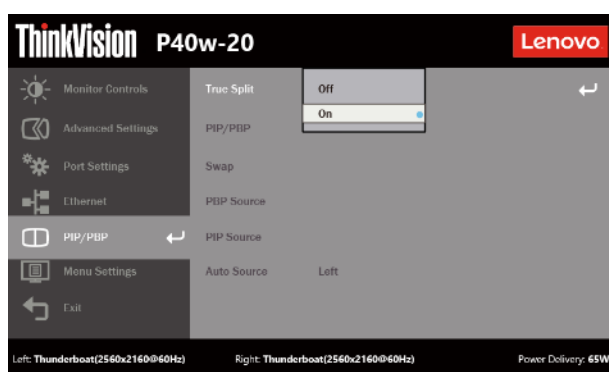 ThinkVision P40w-20 Lenovo
Monitor Controls True Split Off
On
Advanced Settings PIP/PBP
Port Settings Swap
Ethernet PBP Source
PIP/PBP PIP Source
Menu Settings Auto Source Left
Exit
Left: Thunderboat(2560x2160@60Hz) Right: Thunderboat(2560x2160@60Hz) Power Delivery: 65W